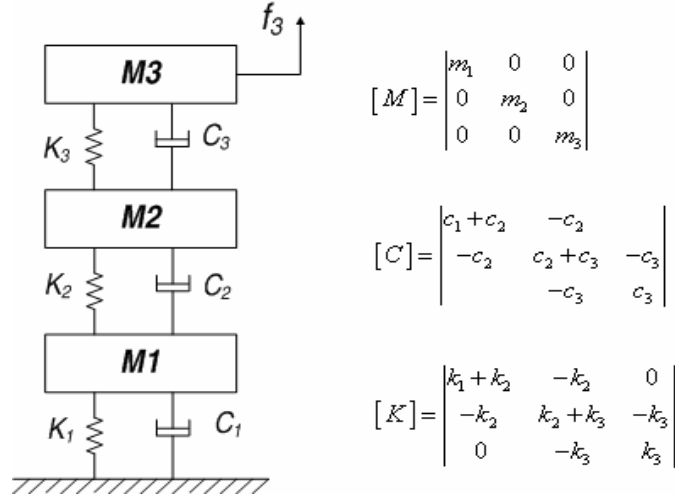 f₃
M3
K₃
C₃
M2
K₂
C₂
M1
K₁
C₁
[M] = |m₁ 0 0|
|0 m₂ 0|
|0 0 m₃|
[C] = |c₁ + c₂ −c₂ |
|−c₂ c₂ + c₃ −c₃|
| −c₃ c₃|
[K] = |k₁ + k₂ −k₂ 0|
|−k₂ k₂ + k₃ −k₃|
|0 −k₃ k₃|